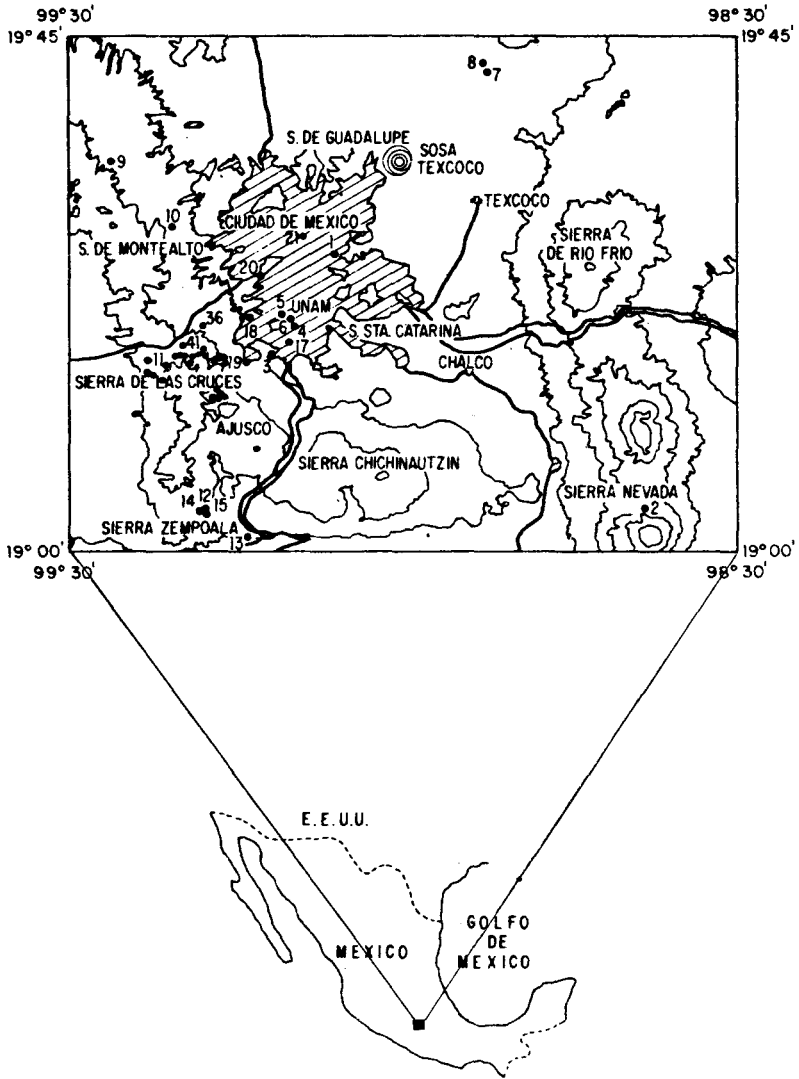 99° 30'
98° 30'
19° 45'
19° 45'
8
7
S. DE GUADALUPE
SOSA
TEXCOCO
9
TEXCOCO
10
CIUDAD DE MEXICO
21
1
S. DE MONTEALTO
SIERRA
DE RIO FRIO
20
5
UNAM
36
18
6
4
S. STA. CATARINA
41
17
11
79
3
CHALCO
SIERRA DE LAS CRUCES
AJUSCO
SIERRA CHICHINAUTZIN
SIERRA NEVADA
2
14
12
15
SIERRA ZEMPOALA
13
19° 00'
19° 00'
99° 30'
98° 30'
E.E.U.U.
GOLFO
DE
MEXICO
MEXICO